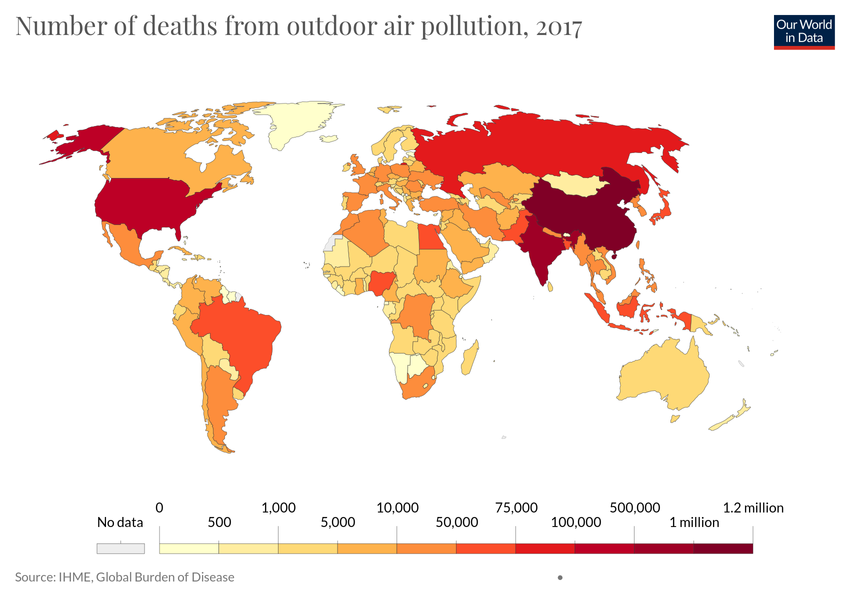 Number of deaths from outdoor air pollution, 2017
Our World
in Data
No data
0
500
1,000
5,000
10,000
50,000
75,000
100,000
500,000
1 million
1.2 million
Source: IHME, Global Burden of Disease